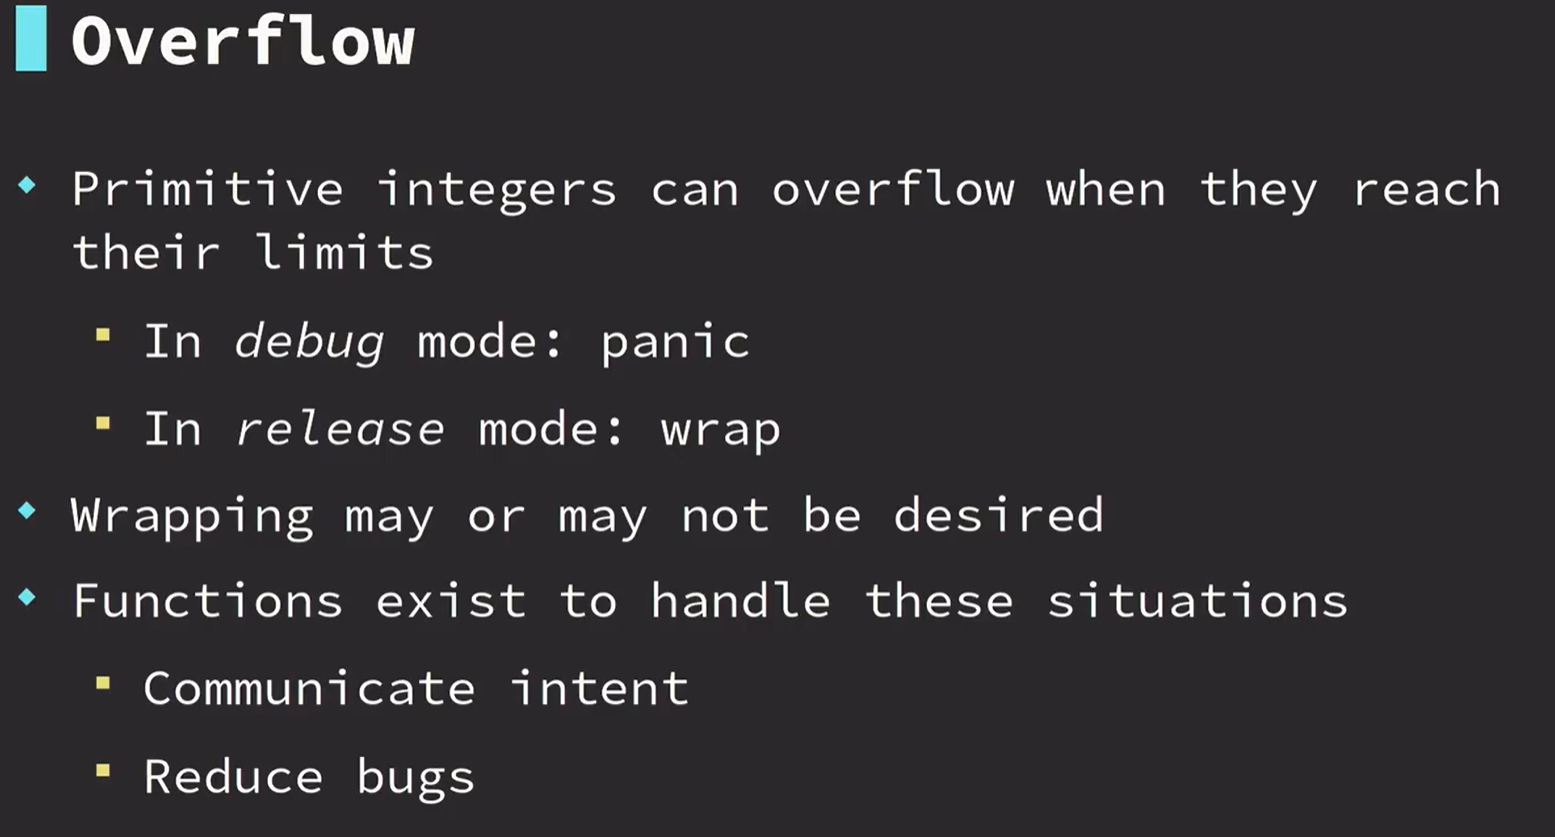 Overflow
Primitive integers can overflow when they reach
their limits
In debug mode: panic
In release mode: wrap
Wrapping may or may not be desired
Functions exist to handle these situations
Communicate intent
Reduce bugs